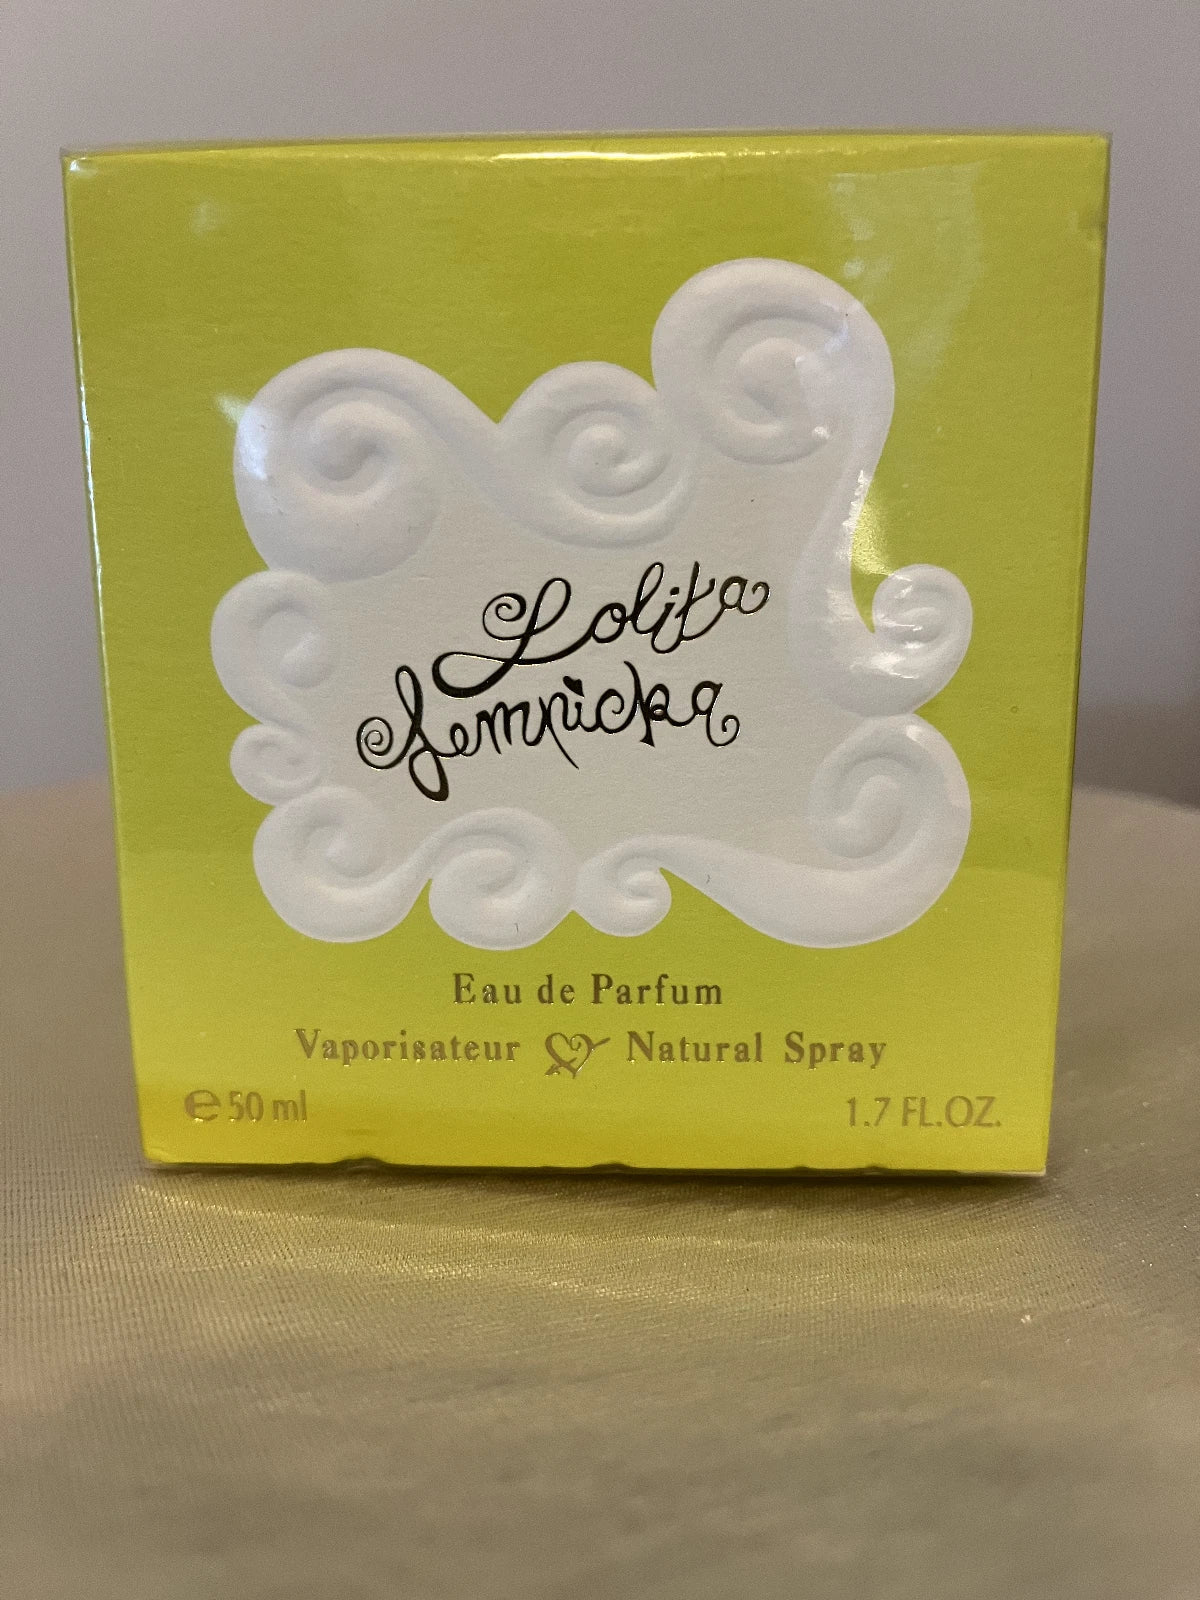 Lolita
Lempicka
Eau de Parfum
Vaporisateur Natural Spray
℮ 50 ml
1.7 FL.OZ.